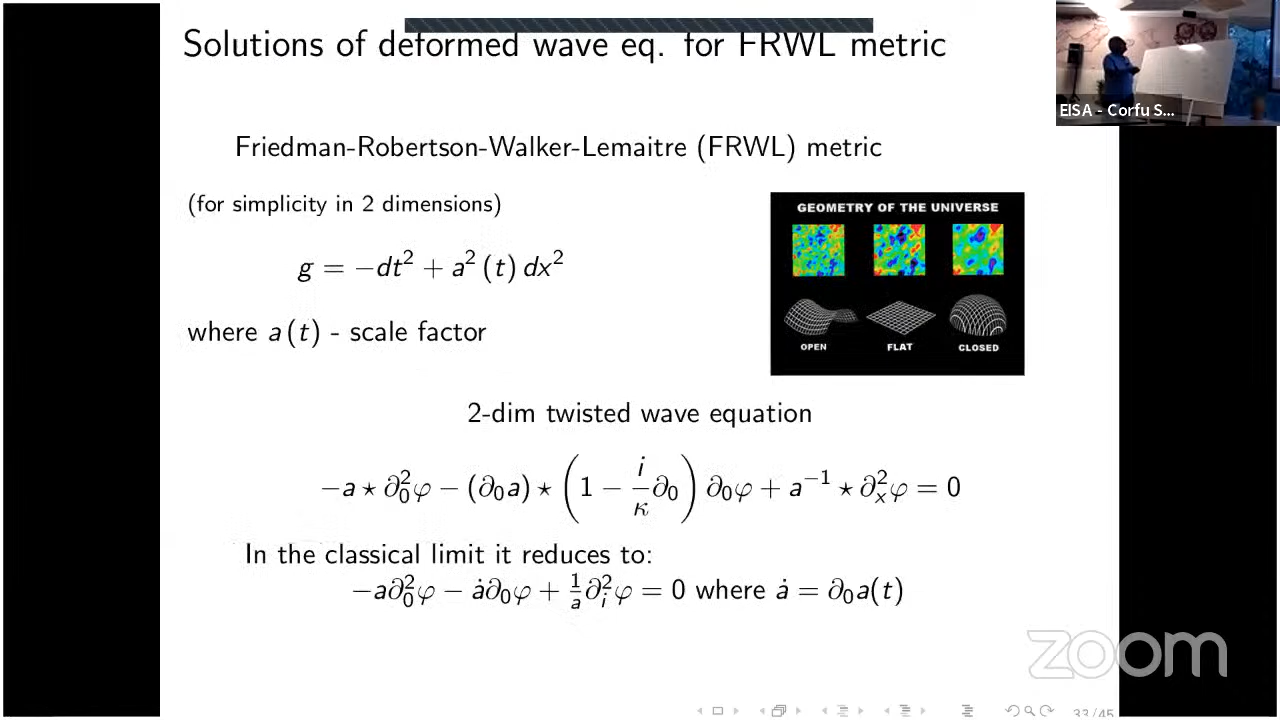 Solutions of deformed wave eq. for FRWL metric
EISA - Corfu S...
Friedman-Robertson-Walker-Lemaitre (FRWL) metric
(for simplicity in 2 dimensions)
g = −dt² + a² (t) dx²
where a (t) - scale factor
GEOMETRY OF THE UNIVERSE
OPEN FLAT CLOSED
2-dim twisted wave equation
−a ⋆ ∂₀²φ − (∂₀a) ⋆ (1 − i/κ ∂₀) ∂₀φ + a⁻¹ ⋆ ∂ₓ²φ = 0
In the classical limit it reduces to:
−a∂₀²φ − ȧ∂₀φ + 1/a ∂ᵢ²φ = 0 where ȧ = ∂₀a(t)
zoom
33/45